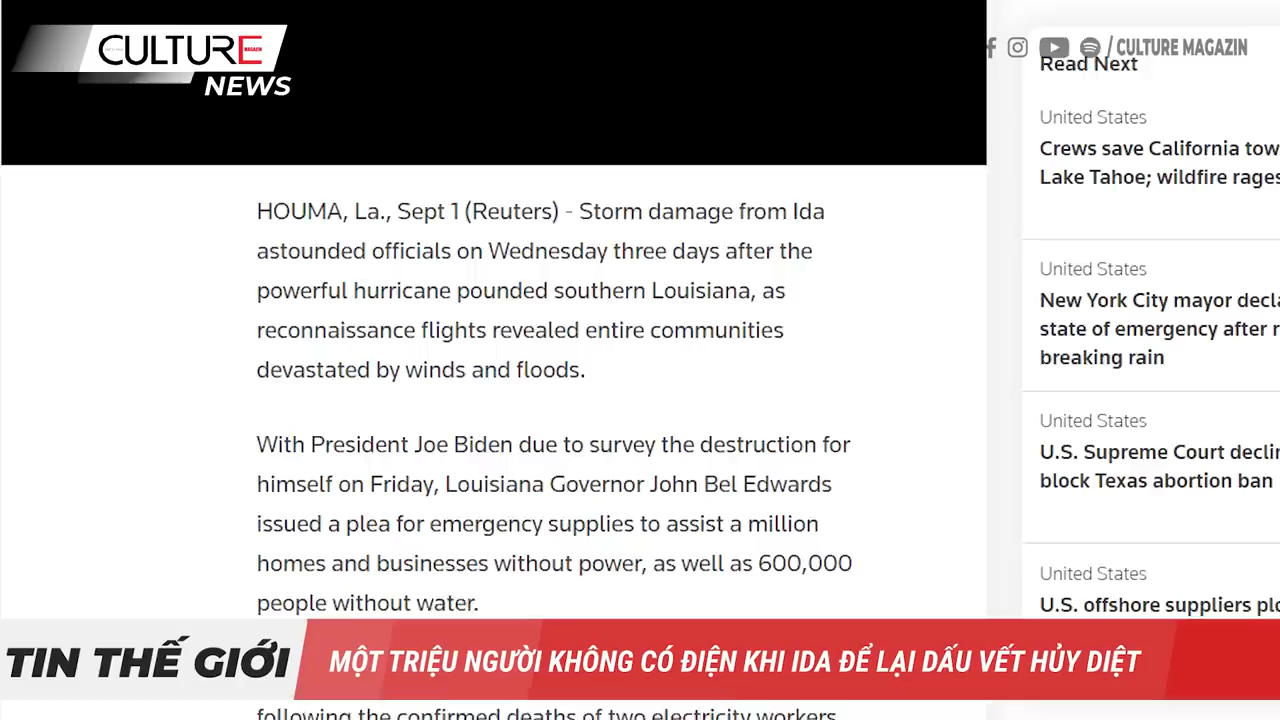 CULTURE MAGAZIN
NEWS
/ CULTURE MAGAZIN
HOUMA, La., Sept 1 (Reuters) - Storm damage from Ida
astounded officials on Wednesday three days after the
powerful hurricane pounded southern Louisiana, as
reconnaissance flights revealed entire communities
devastated by winds and floods.
With President Joe Biden due to survey the destruction for
himself on Friday, Louisiana Governor John Bel Edwards
issued a plea for emergency supplies to assist a million
homes and businesses without power, as well as 600,000
people without water.
following the confirmed deaths of two electricity workers
Read Next
United States
Crews save California tow
Lake Tahoe; wildfire rages
United States
New York City mayor decla
state of emergency after r
breaking rain
United States
U.S. Supreme Court declin
block Texas abortion ban
United States
U.S. offshore suppliers plo
TIN THẾ GIỚI
MỘT TRIỆU NGƯỜI KHÔNG CÓ ĐIỆN KHI IDA ĐỂ LẠI DẤU VẾT HỦY DIỆT